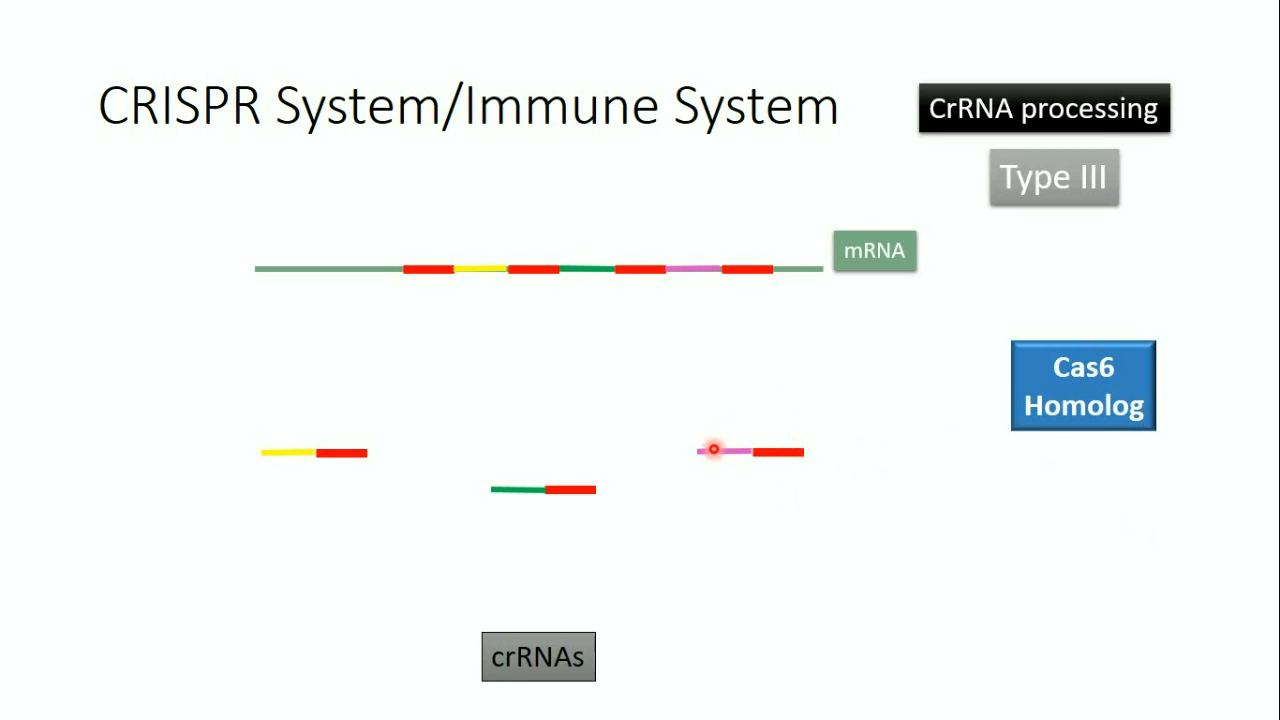 CRISPR System/Immune System
CrRNA processing
Type III
mRNA
Cas6
Homolog
crRNAs